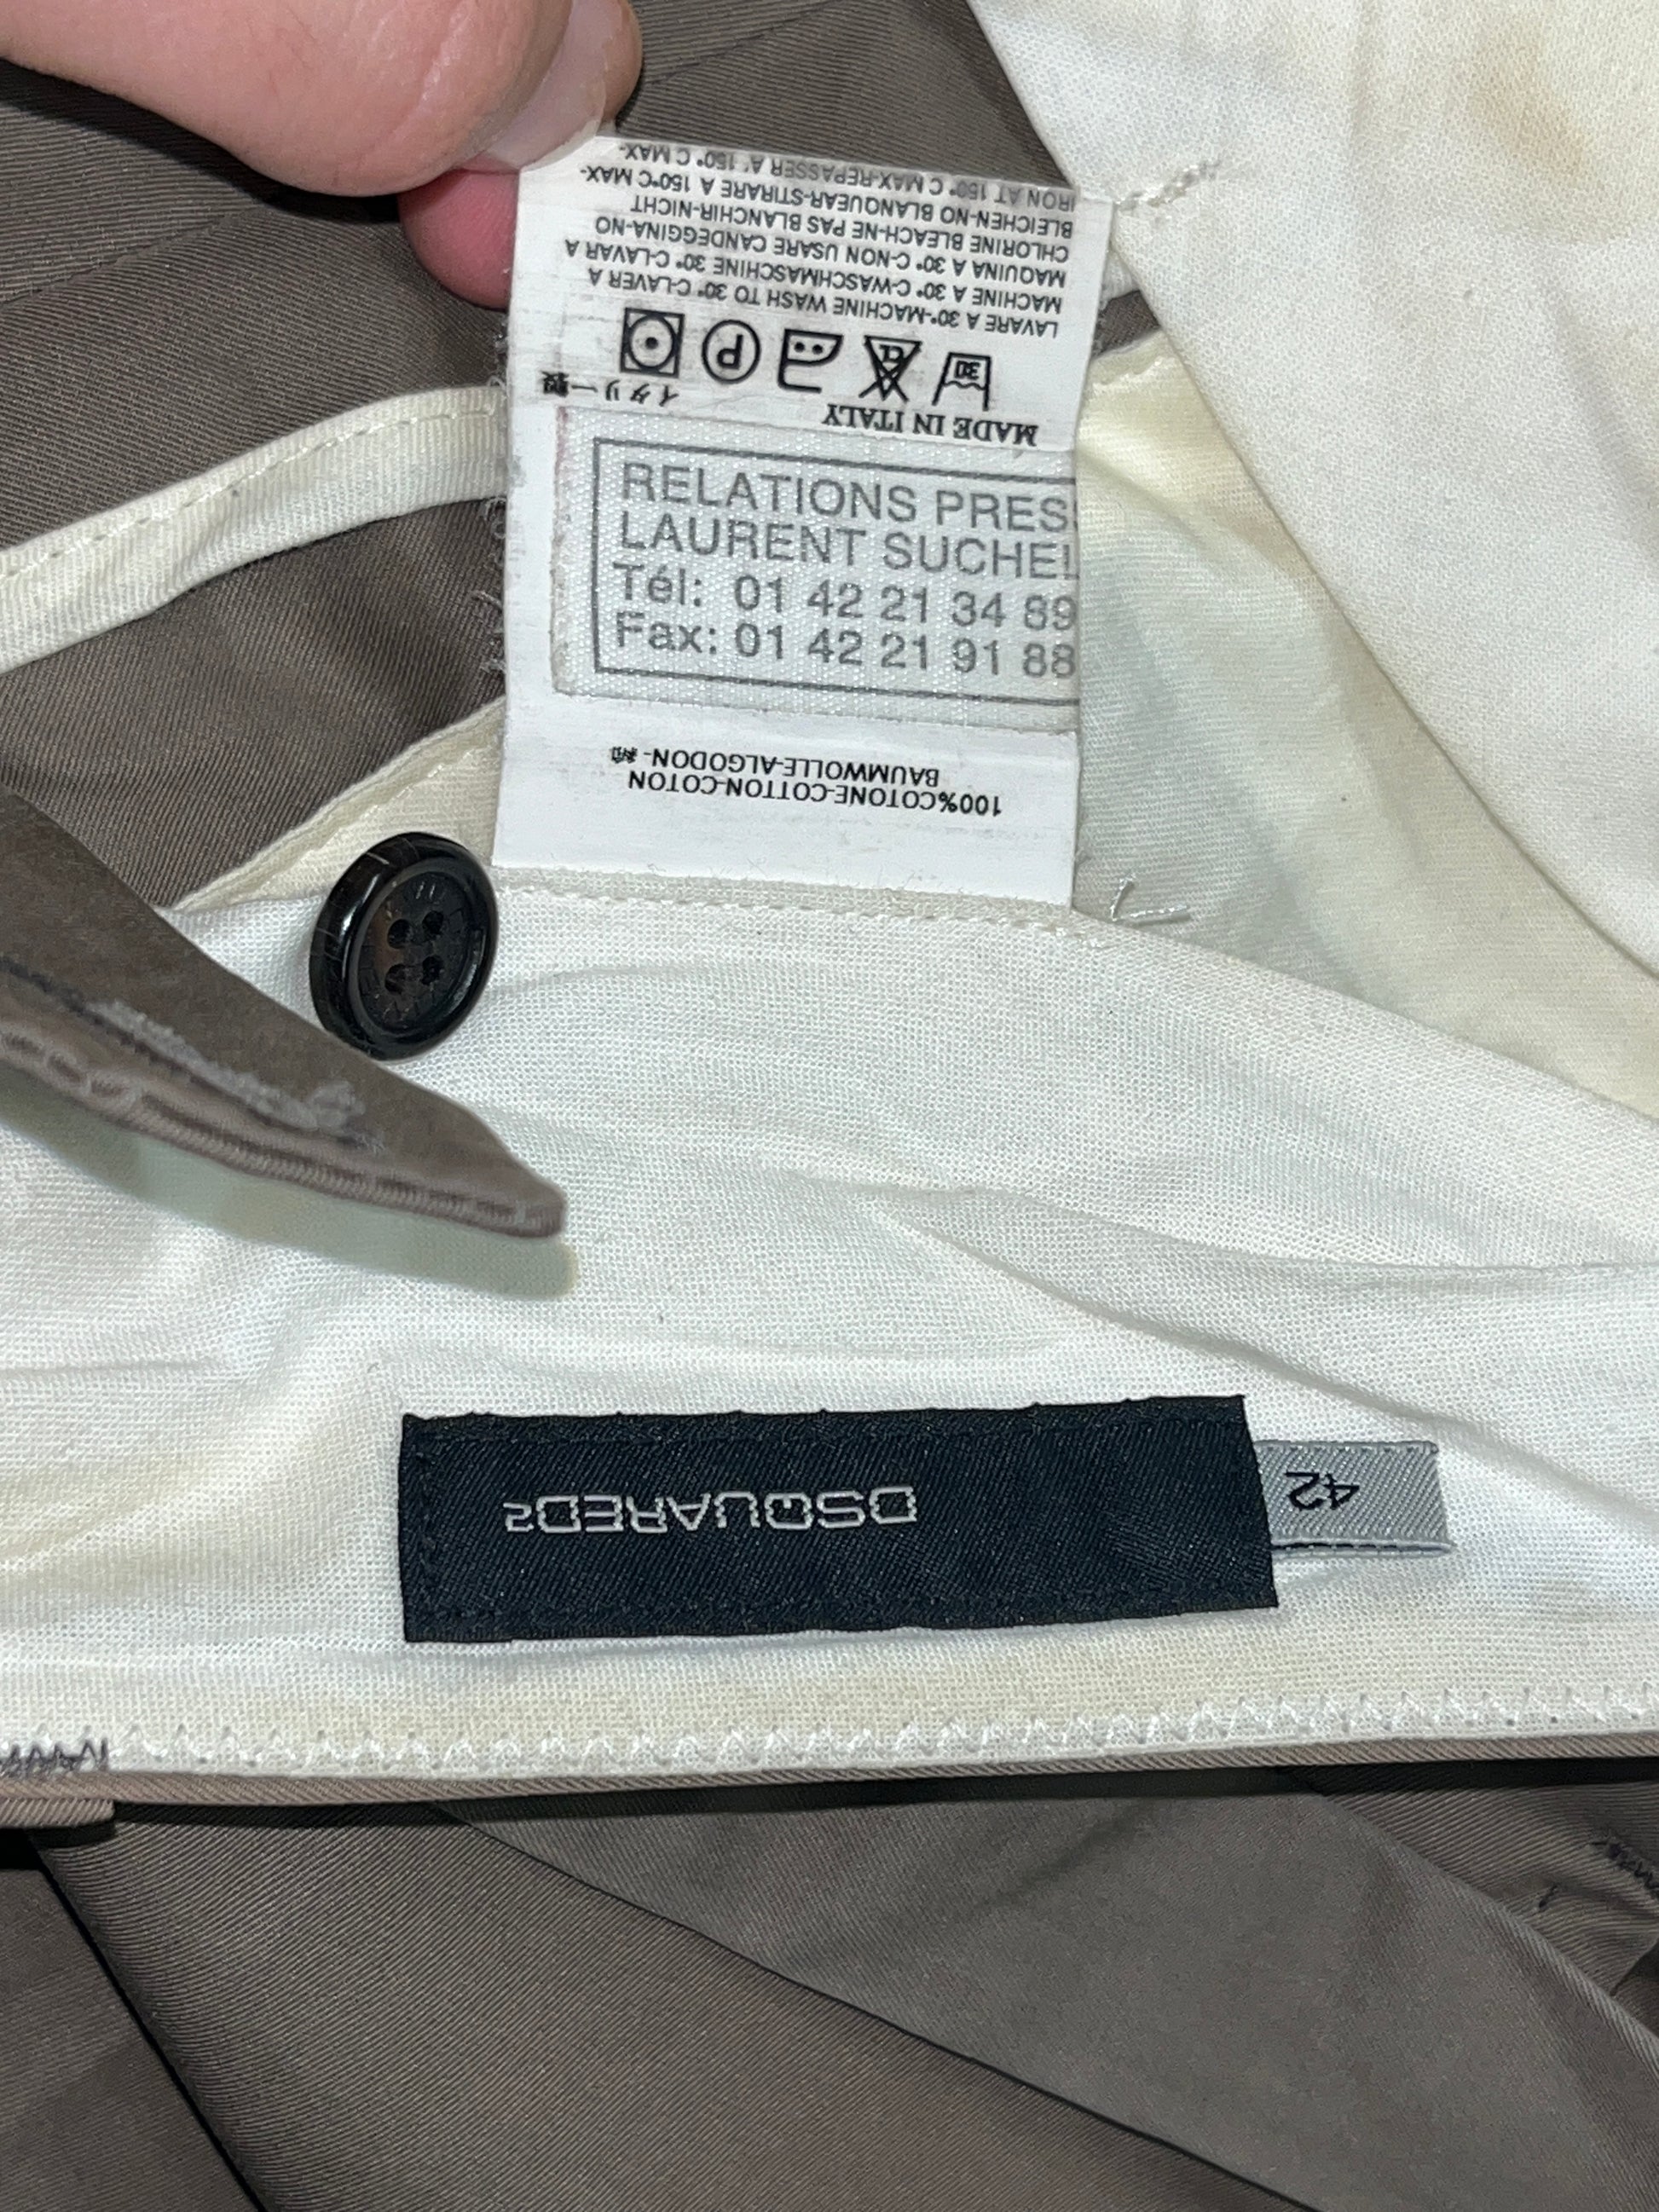 100%COTONE-COTTON-COTON
BAUMWOLLE-ALGODON-綿
RELATIONS PRES
LAURENT SUCHEL
Tél: 01 42 21 34 89
Fax: 01 42 21 91 88
MADE IN ITALY
イタリー製
30
CL
P
LAVARE A 30°-MACHINE WASH TO 30° C-LAVER A
MACHINE A 30° C-WASCHMASCHINE 30° C-LAVAR A
MAQUINA A 30° C-NON USARE CANDEGGINA-NO
CHLORINE BLEACH-NE PAS BLANCHIR-NICHT
BLEICHEN-NO BLANQUEAR-STIRARE A 150°C MAX-
IRON AT 150° C MAX-REPASSER A' 150° C MAX-
DSQUARED2
42